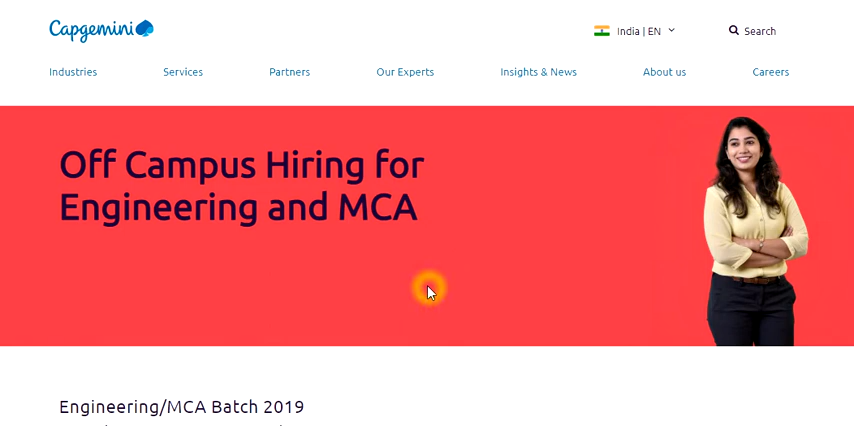 Capgemini
India | EN
Search
Industries Services Partners Our Experts Insights & News About us Careers
Off Campus Hiring for
Engineering and MCA
Engineering/MCA Batch 2019